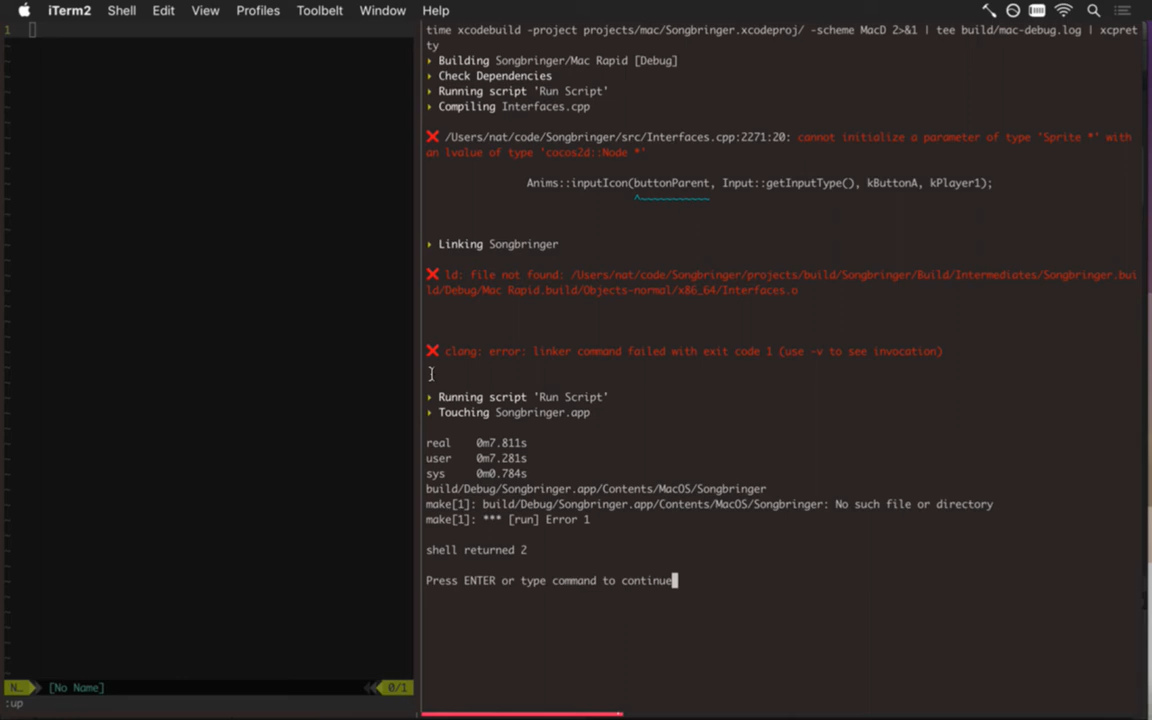 iTerm2 Shell Edit View Profiles Toolbelt Window Help
1
time xcodebuild -project projects/mac/Songbringer.xcodeproj/ -scheme MacD 2>&1 | tee build/mac-debug.log | xcpret
ty
Building Songbringer/Mac Rapid [Debug]
Check Dependencies
Running script 'Run Script'
Compiling Interfaces.cpp
❌ /Users/nat/code/Songbringer/src/Interfaces.cpp:2271:20: cannot initialize a parameter of type 'Sprite *' with
an lvalue of type 'cocos2d::Node *'
Anims::inputIcon(buttonParent, Input::getInputType(), kButtonA, kPlayer1);
^~~~~~~~~~~~
Linking Songbringer
❌ ld: file not found: /Users/nat/code/Songbringer/projects/build/Songbringer/Build/Intermediates/Songbringer.bui
ld/Debug/Mac Rapid.build/Objects-normal/x86_64/Interfaces.o
❌ clang: error: linker command failed with exit code 1 (use -v to see invocation)
Running script 'Run Script'
Touching Songbringer.app
real 0m7.811s
user 0m7.281s
sys 0m0.784s
build/Debug/Songbringer.app/Contents/MacOS/Songbringer
make[1]: build/Debug/Songbringer.app/Contents/MacOS/Songbringer: No such file or directory
make[1]: *** [run] Error 1
shell returned 2
Press ENTER or type command to continue
N… [No Name] 0/1
:up